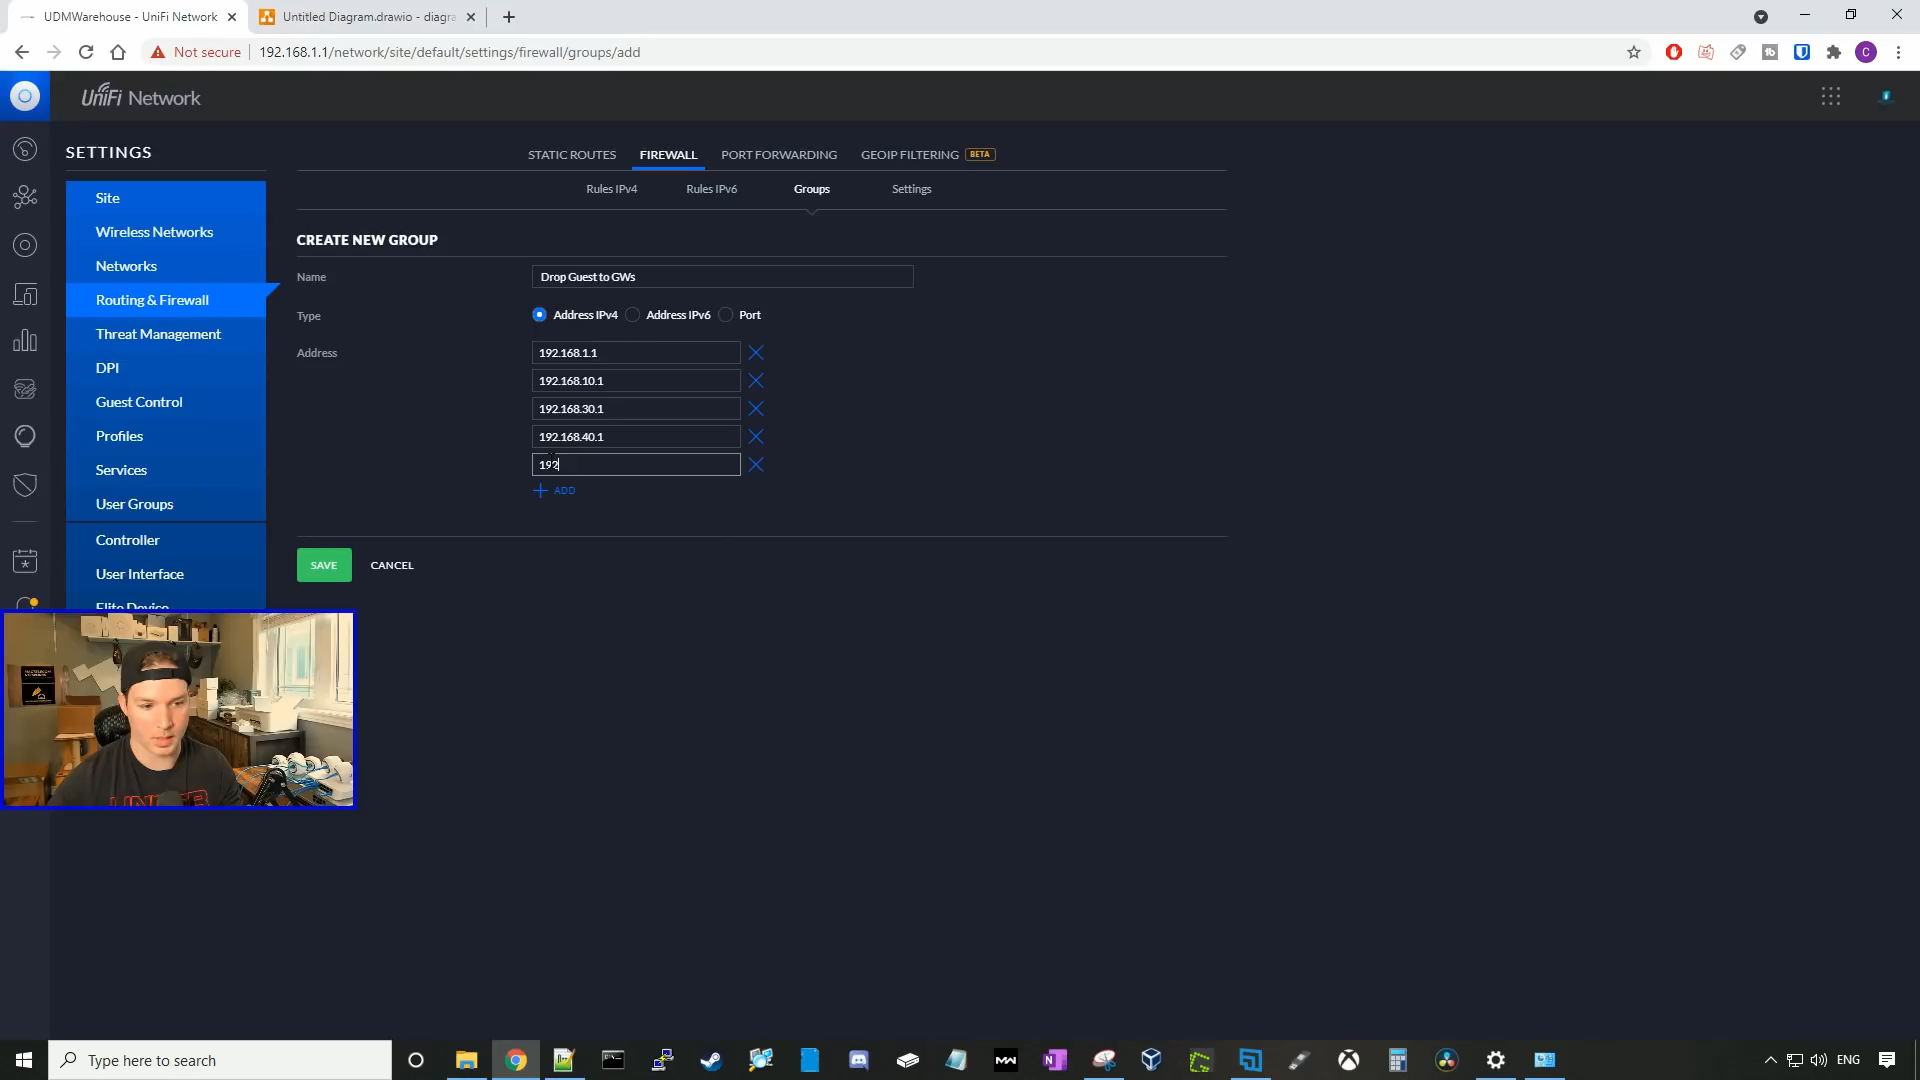 UDMWarehouse - UniFi Network
Untitled Diagram.drawio - diagra
Not secure
192.168.1.1/network/site/default/settings/firewall/groups/add
C
UniFi Network
SETTINGS
Site
Wireless Networks
Networks
Routing & Firewall
Threat Management
DPI
Guest Control
Profiles
Services
User Groups
Controller
User Interface
Elite Device
STATIC ROUTES
FIREWALL
PORT FORWARDING
GEOIP FILTERING BETA
Rules IPv4
Rules IPv6
Groups
Settings
CREATE NEW GROUP
Name
Drop Guest to GWs
Type
Address IPv4
Address IPv6
Port
Address
192.168.1.1
192.168.10.1
192.168.30.1
192.168.40.1
192
ADD
SAVE
CANCEL
Type here to search
ENG